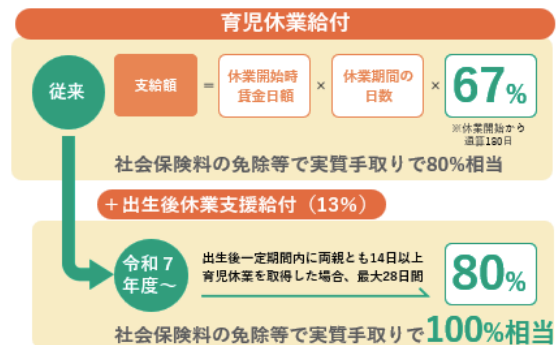 育児休業給付
従来
支給額 = 休業開始時賃金日額 × 休業期間の日数 × 67%
※休業開始から
通算180日
社会保険料の免除等で実質手取りで80%相当
+出生後休業支援給付（13%）
令和7
年度～
出生後一定期間内に両親とも14日以上
育児休業を取得した場合、最大28日間
80%
社会保険料の免除等で実質手取りで100%相当